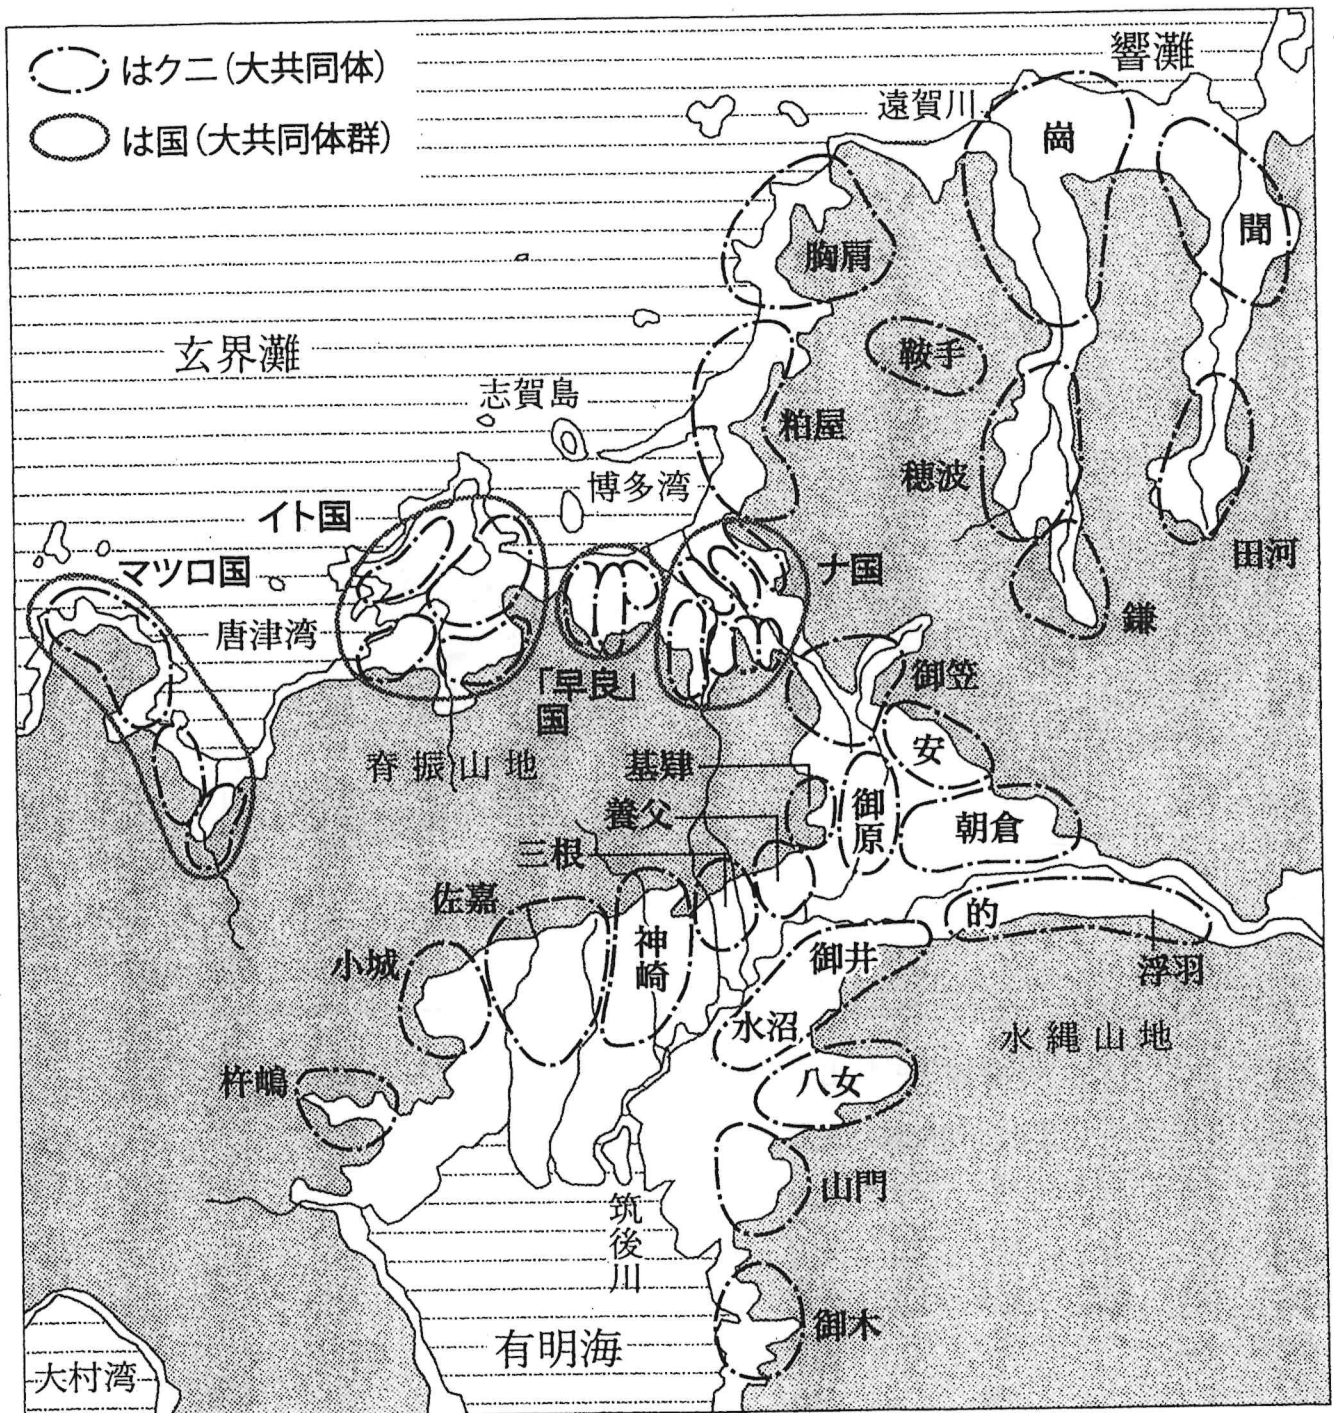 はクニ（大共同体）
は国（大共同体群）
響灘
遠賀川
崗
聞
胸肩
玄界灘
鞍手
志賀島
粕屋
穂波
博多湾
イト国
田河
マツロ国
ナ国
唐津湾
鎌
御笠
「早良」
国
安
脊振山地
基肄
御原
養父
朝倉
三根
佐嘉
的
神崎
御井
小城
浮羽
水沼
水縄山地
杵嶋
八女
山門
筑後川
御木
有明海
大村湾